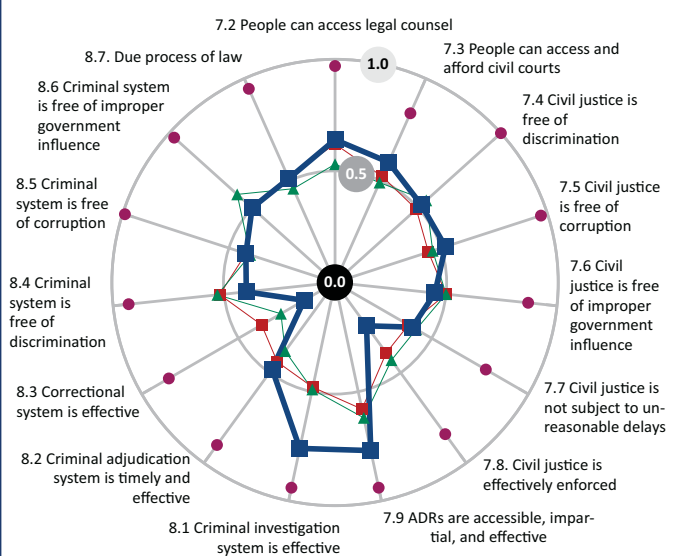 7.2 People can access legal counsel
7.3 People can access and
afford civil courts
7.4 Civil justice is
free of
discrimination
7.5 Civil justice
is free of
corruption
7.6 Civil
justice is free
of improper
government
influence
7.7 Civil justice is
not subject to un-
reasonable delays
7.8. Civil justice is
effectively enforced
7.9 ADRs are accessible, impar-
tial, and effective
8.1 Criminal investigation
system is effective
8.2 Criminal adjudication
system is timely and
effective
8.3 Correctional
system is effective
8.4 Criminal
system is
free of
discrimination
8.5 Criminal
system is free
of corruption
8.6 Criminal system
is free of improper
government
influence
8.7. Due process of law
1.0
0.5
0.0